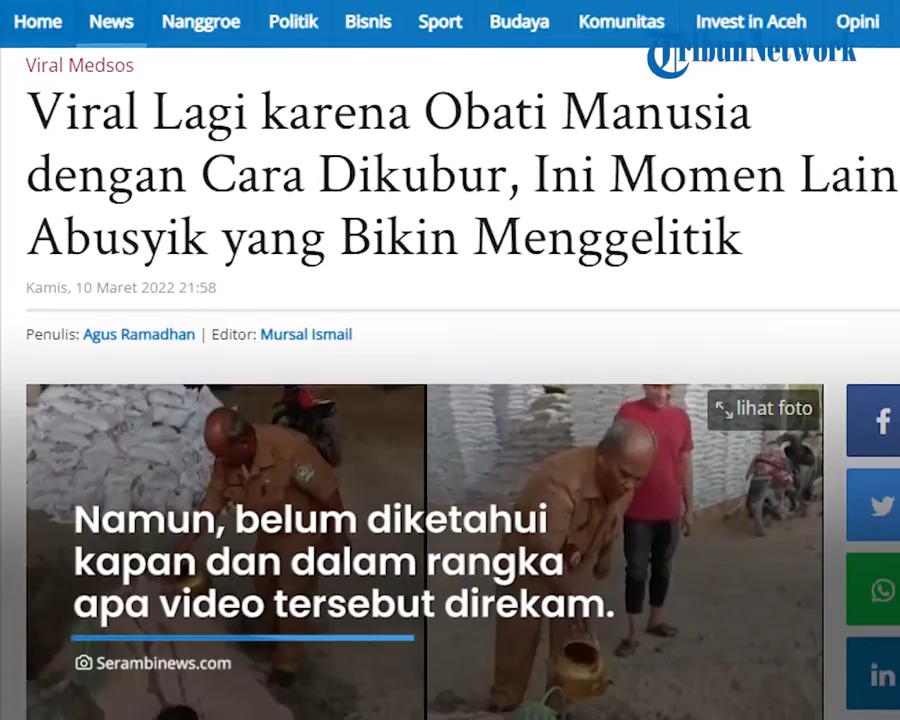 Home News Nanggroe Politik Bisnis Sport Budaya Komunitas Invest in Aceh Opini
TribunNetwork
Viral Medsos
Viral Lagi karena Obati Manusia
dengan Cara Dikubur, Ini Momen Lain
Abusyik yang Bikin Menggelitik
Kamis, 10 Maret 2022 21:58
Penulis: Agus Ramadhan | Editor: Mursal Ismail
lihat foto
Namun, belum diketahui
kapan dan dalam rangka
apa video tersebut direkam.
Serambinews.com